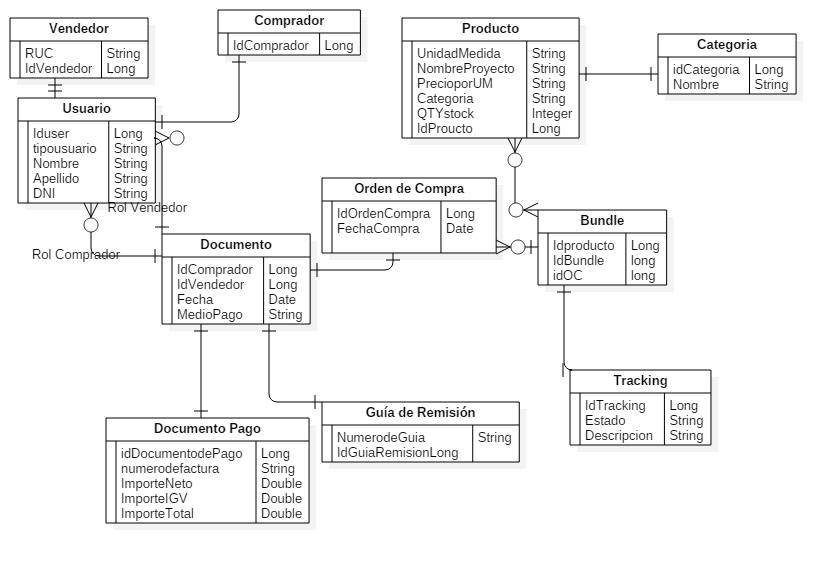 Vendedor
RUC String
IdVendedor Long
Comprador
IdComprador Long
Producto
UnidadMedida String
NombreProyecto String
PrecioporUM String
Categoria String
QTYstock Integer
IdProucto Long
Categoria
idCategoria Long
Nombre String
Usuario
Iduser Long
tipousuario String
Nombre String
Apellido String
DNI String
Rol Vendedor
Rol Comprador
Orden de Compra
IdOrdenCompra Long
FechaCompra Date
Bundle
Idproducto Long
IdBundle long
idOC long
Documento
IdComprador Long
IdVendedor Long
Fecha Date
MedioPago String
Tracking
IdTracking Long
Estado String
Descripcion String
Documento Pago
idDocumentodePago Long
numerodefactura String
ImporteNeto Double
ImporteIGV Double
ImporteTotal Double
Guía de Remisión
NumerodeGuia String
IdGuiaRemisionLong